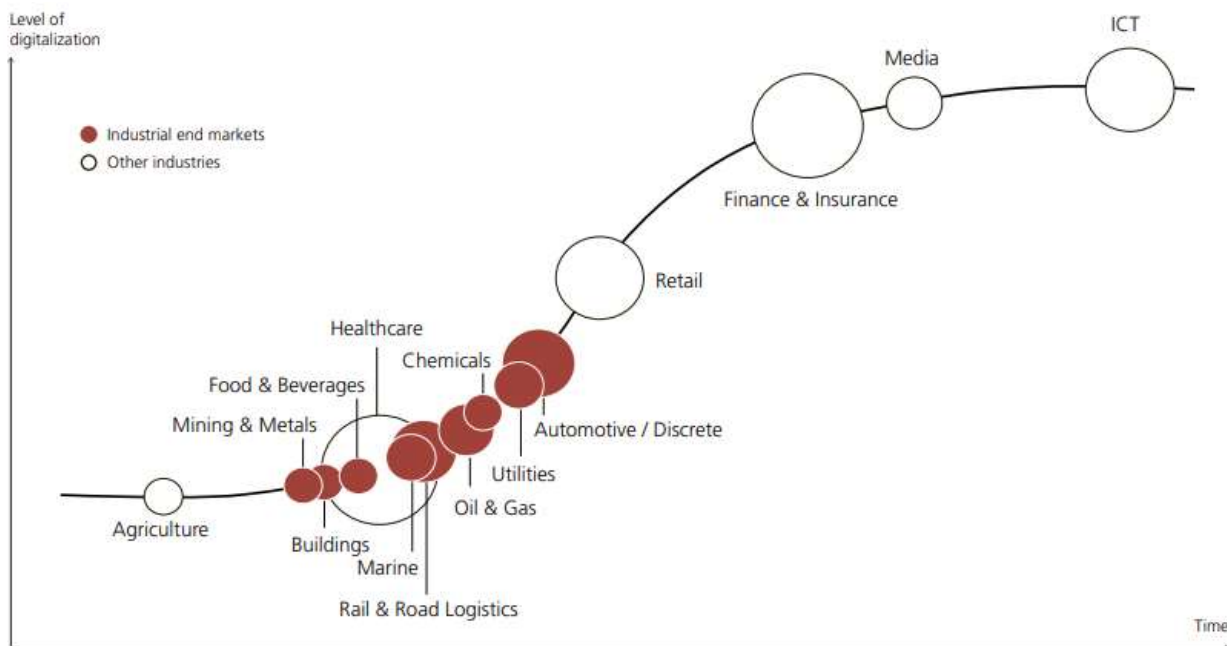 Level of
digitalization
ICT
Media
Industrial end markets
Other industries
Finance & Insurance
Retail
Healthcare
Chemicals
Food & Beverages
Mining & Metals
Automotive / Discrete
Utilities
Oil & Gas
Agriculture
Buildings
Marine
Rail & Road Logistics
Time